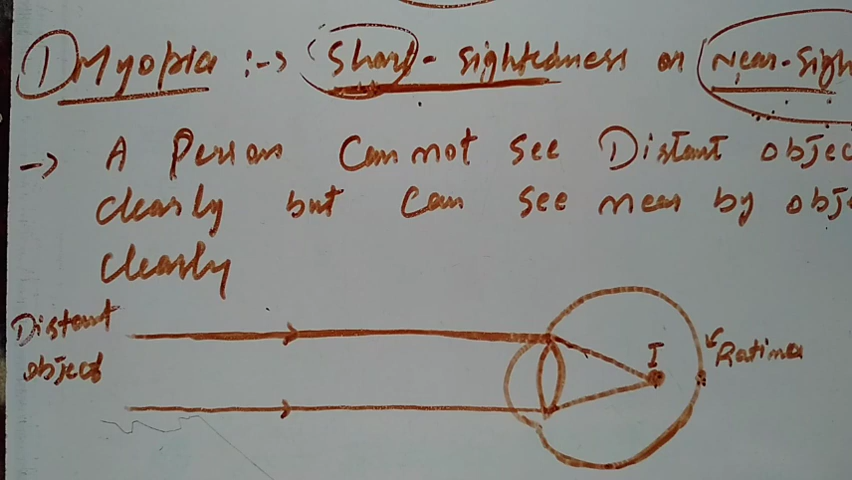 ① Myopia :-> Short-sightedness or Near-Sigh
-> A Person Can not see Distant objec
clearly but Can see near by obje
clearly
Distant
object
I
Retina